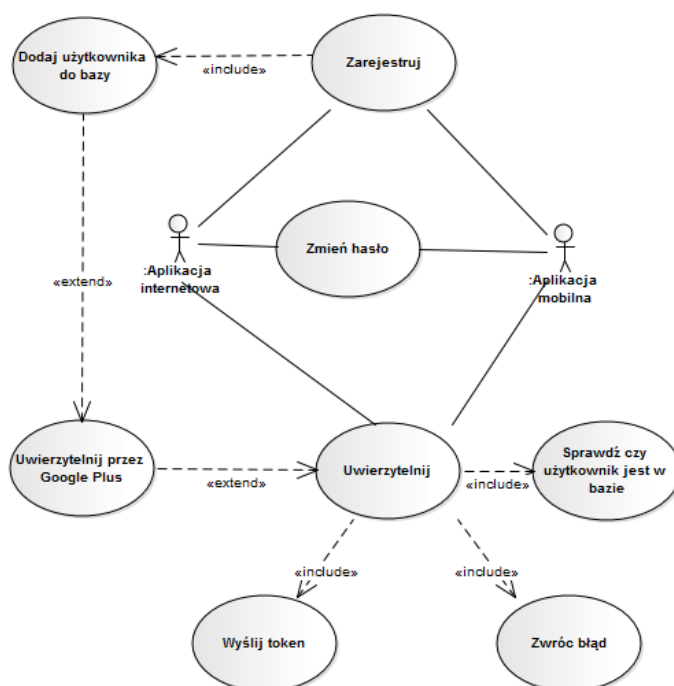 Dodaj użytkownika
do bazy
«include»
Zarejestruj
Zmień hasło
:Aplikacja
internetowa
:Aplikacja
mobilna
«extend»
Uwierzytelnij przez
Google Plus
«extend»
Uwierzytelnij
«include»
Sprawdź czy
użytkownik jest w
bazie
«include»
«include»
Wyślij token
Zwróc błąd